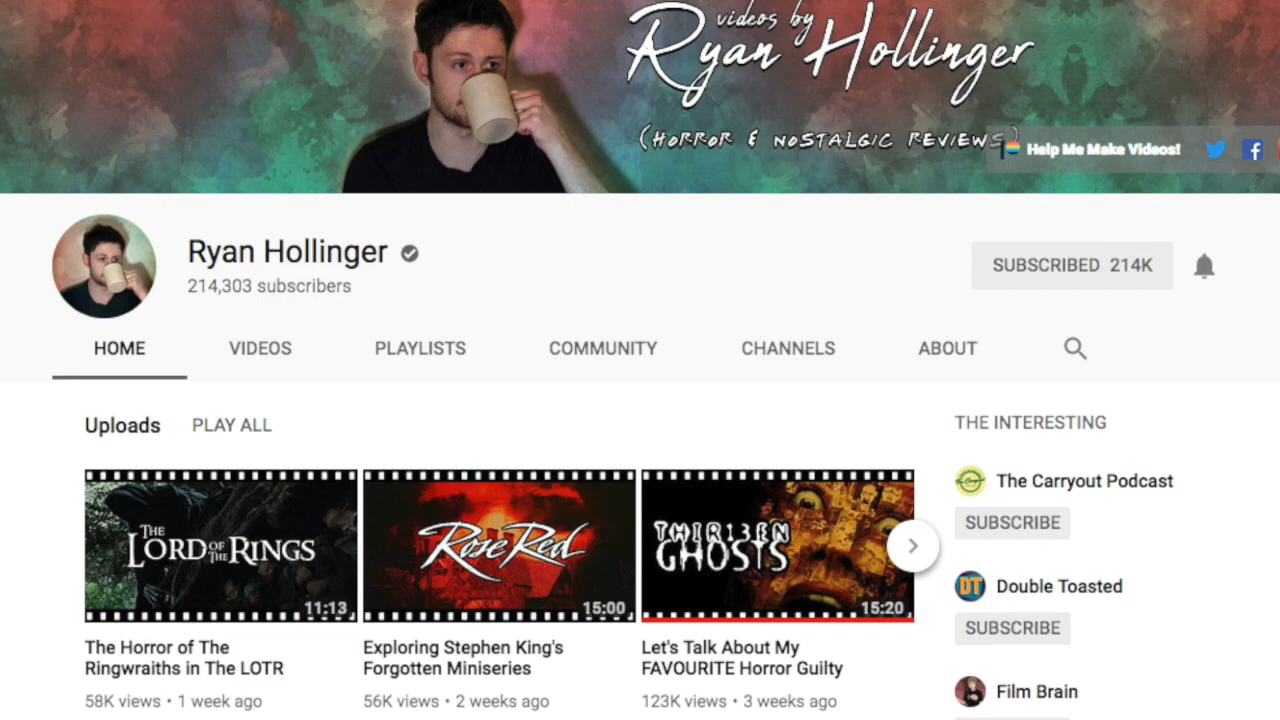 videos by
Ryan Hollinger
(HORROR & NOSTALGIC REVIEWS)
Help Me Make Videos!
Ryan Hollinger
214,303 subscribers
SUBSCRIBED 214K
HOME VIDEOS PLAYLISTS COMMUNITY CHANNELS ABOUT
Uploads PLAY ALL
THE INTERESTING
THE
LORD OF THE RINGS
11:13
Rose Red
15:00
THIR13EN
GHOSTS
15:20
The Horror of The
Ringwraiths in The LOTR
58K views • 1 week ago
Exploring Stephen King's
Forgotten Miniseries
56K views • 2 weeks ago
Let's Talk About My
FAVOURITE Horror Guilty
123K views • 3 weeks ago
The Carryout Podcast
SUBSCRIBE
DT
Double Toasted
SUBSCRIBE
Film Brain